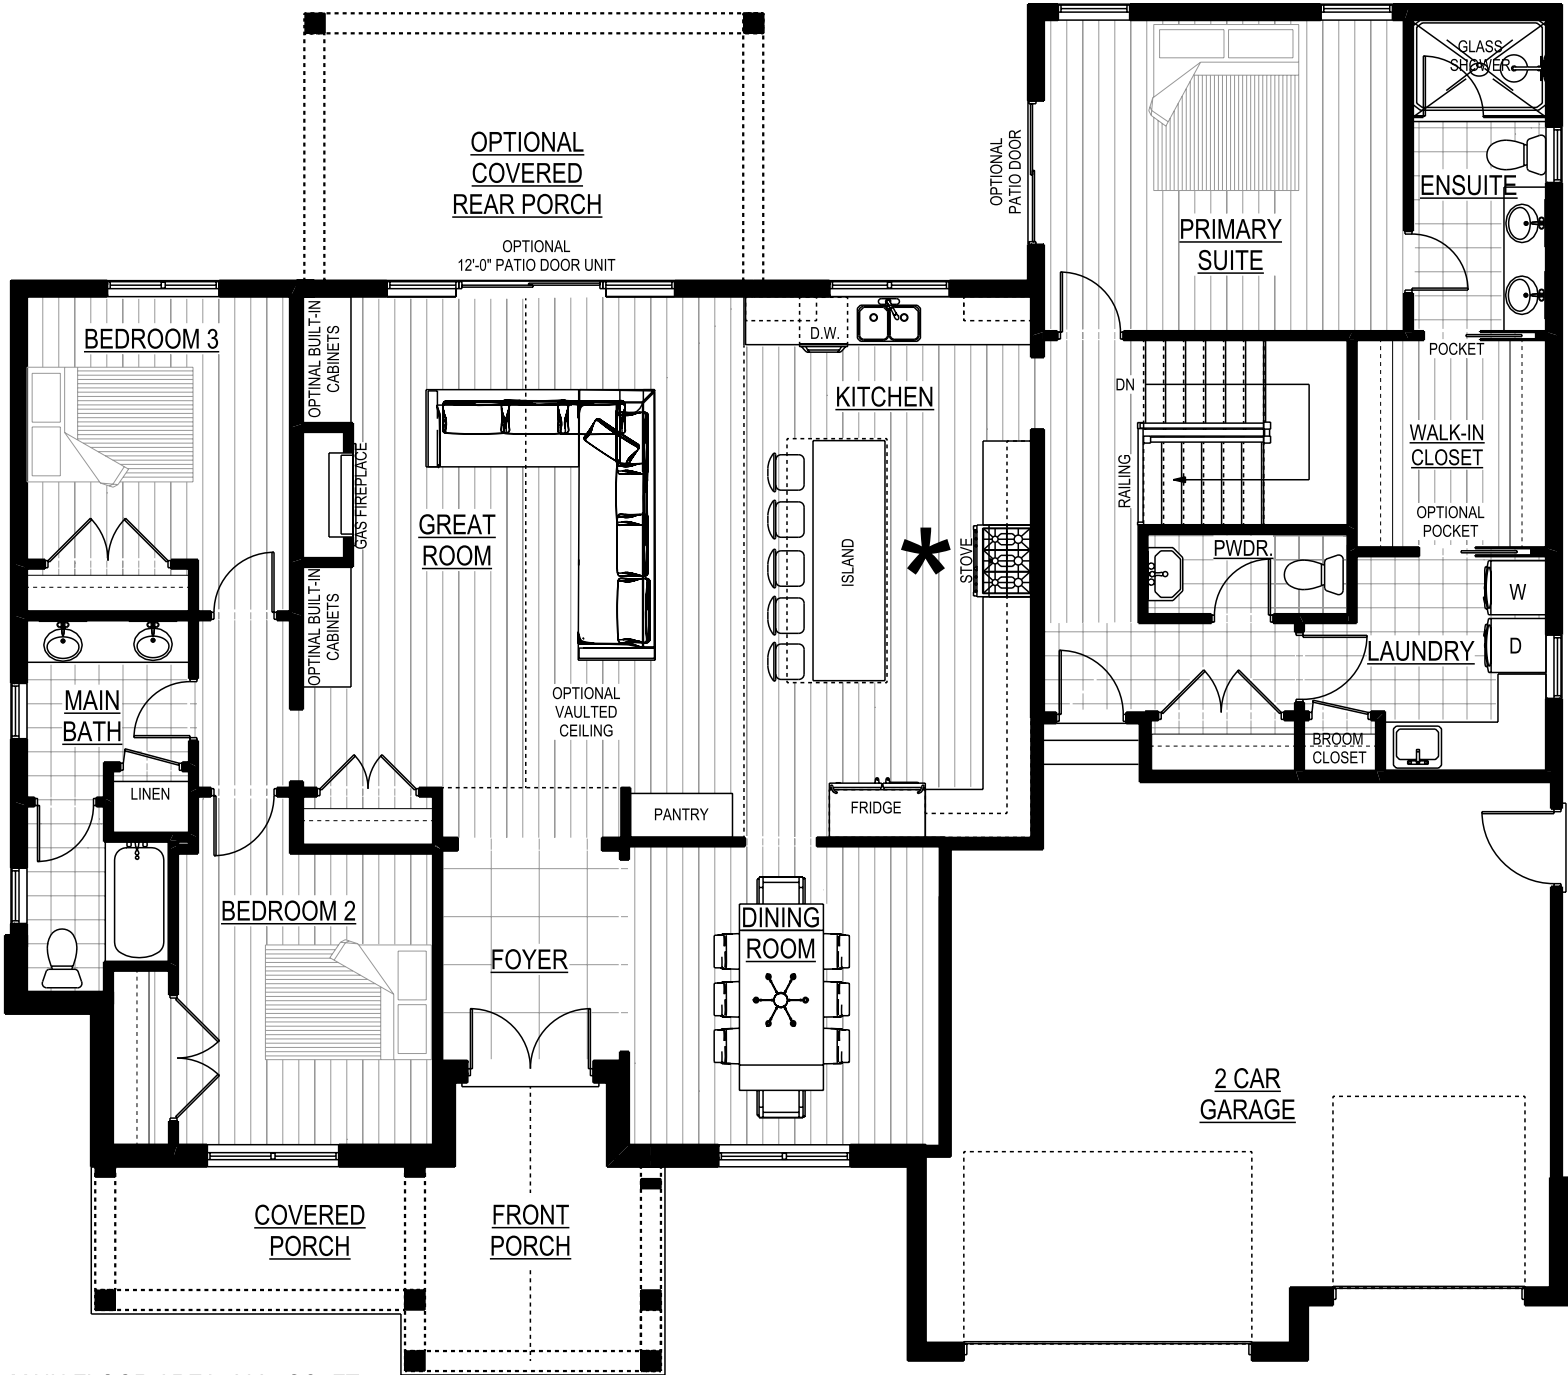 OPTIONAL
COVERED
REAR PORCH
OPTIONAL
12'-0" PATIO DOOR UNIT
OPTIONAL
PATIO DOOR
GLASS
SHOWER
ENSUITE
PRIMARY
SUITE
BEDROOM 3
OPTINAL BUILT-IN
CABINETS
D.W.
KITCHEN
POCKET
DN
WALK-IN
CLOSET
RAILING
OPTIONAL
POCKET
GAS FIREPLACE
GREAT
ROOM
ISLAND
*
STOVE
PWDR.
W
D
LAUNDRY
OPTINAL BUILT-IN
CABINETS
MAIN
BATH
OPTIONAL
VAULTED
CEILING
BROOM
CLOSET
LINEN
PANTRY
FRIDGE
BEDROOM 2
FOYER
DINING
ROOM
2 CAR
GARAGE
COVERED
PORCH
FRONT
PORCH